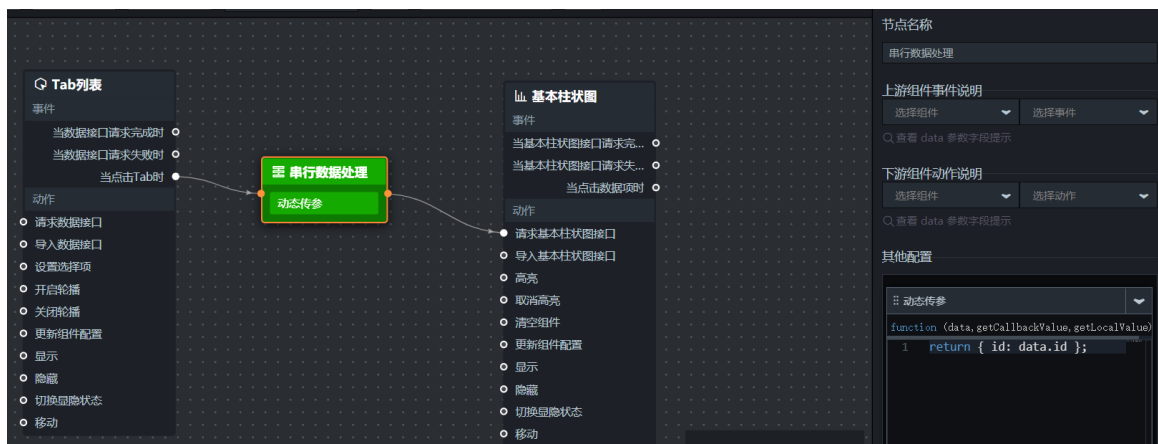 Tab列表
事件
当数据接口请求完成时
当数据接口请求失败时
当点击Tab时
动作
请求数据接口
导入数据接口
设置选择项
开启轮播
关闭轮播
更新组件配置
显示
隐藏
切换显隐状态
移动
串行数据处理
动态传参
基本柱状图
事件
当基本柱状图接口请求完...
当基本柱状图接口请求失...
当点击数据项时
动作
请求基本柱状图接口
导入基本柱状图接口
高亮
取消高亮
清空组件
更新组件配置
显示
隐藏
切换显隐状态
移动
节点名称
串行数据处理
上游组件事件说明
选择组件 选择事件
查看 data 参数字段提示
下游组件动作说明
选择组件 选择动作
查看 data 参数字段提示
其他配置
动态传参
function (data,getCallbackValue,getLocalValue)
1 return { id: data.id };